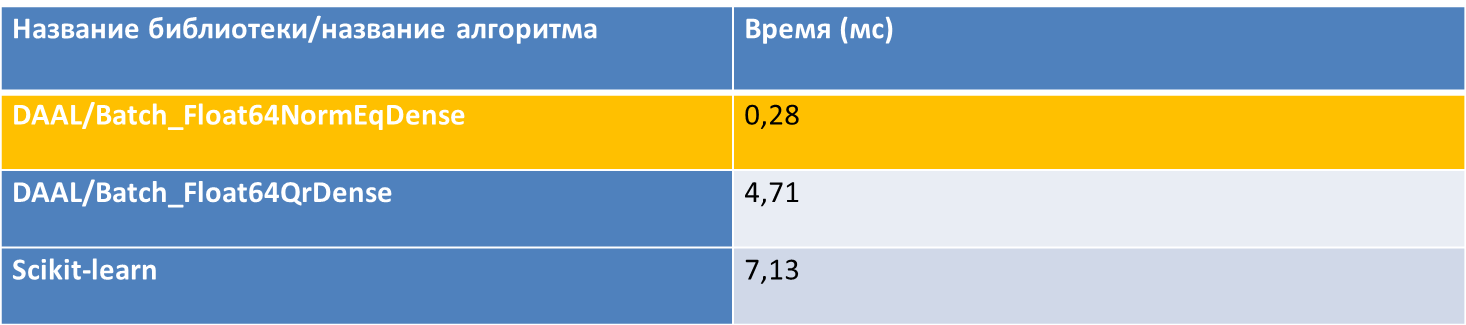 Название библиотеки/название алгоритма
Время (мс)
DAAL/Batch_Float64NormEqDense
0,28
DAAL/Batch_Float64QrDense
4,71
Scikit-learn
7,13